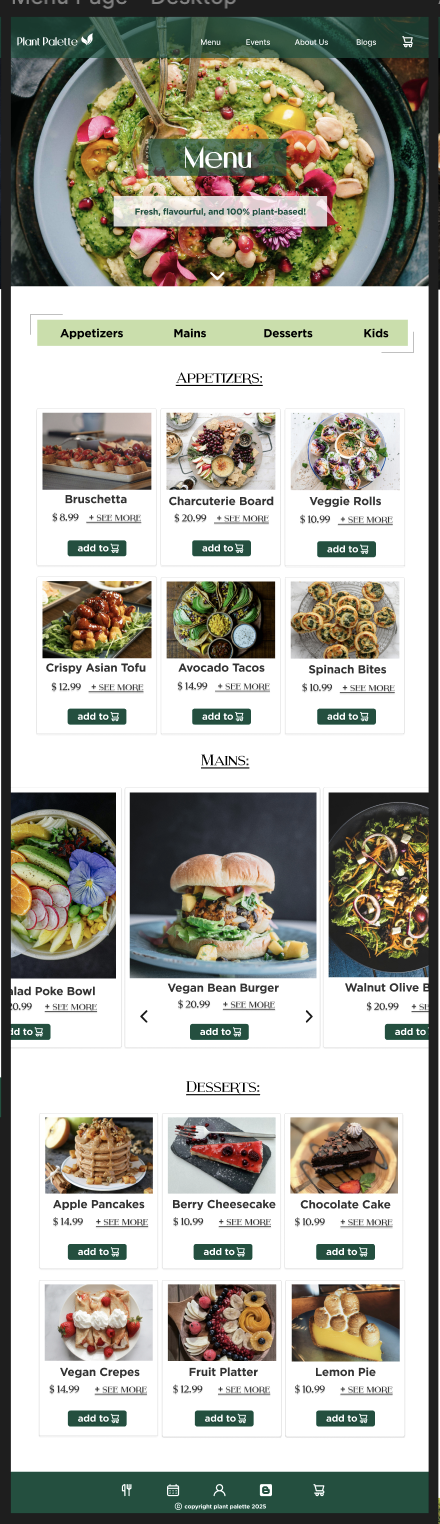 Menu Page - Desktop
Plant Palette Menu Events About Us Blogs
Menu
Fresh, flavourful, and 100% plant-based!
Appetizers Mains Desserts Kids
APPETIZERS:
Bruschetta Charcuterie Board Veggie Rolls
$ 8.99 + SEE MORE $ 20.99 + SEE MORE $ 10.99 + SEE MORE
add to add to add to
Crispy Asian Tofu Avocado Tacos Spinach Bites
$ 12.99 + SEE MORE $ 14.99 + SEE MORE $ 10.99 + SEE MORE
add to add to add to
MAINS:
alad Poke Bowl Vegan Bean Burger Walnut Olive B
20.99 + SEE MORE $ 20.99 + SEE MORE $ 20.99 + SE
dd to add to add to
DESSERTS:
Apple Pancakes Berry Cheesecake Chocolate Cake
$ 14.99 + SEE MORE $ 10.99 + SEE MORE $ 10.99 + SEE MORE
add to add to add to
Vegan Crepes Fruit Platter Lemon Pie
$ 14.99 + SEE MORE $ 12.99 + SEE MORE $ 10.99 + SEE MORE
add to add to add to
© copyright plant palette 2025